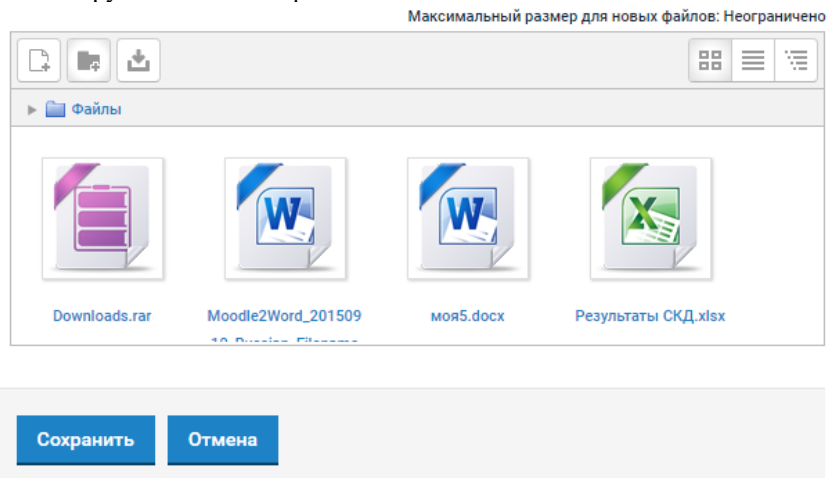 Максимальный размер для новых файлов: Неограничено
Файлы
Downloads.rar
Moodle2Word_201509
моя5.docx
Результаты СКД.xlsx
Сохранить
Отмена